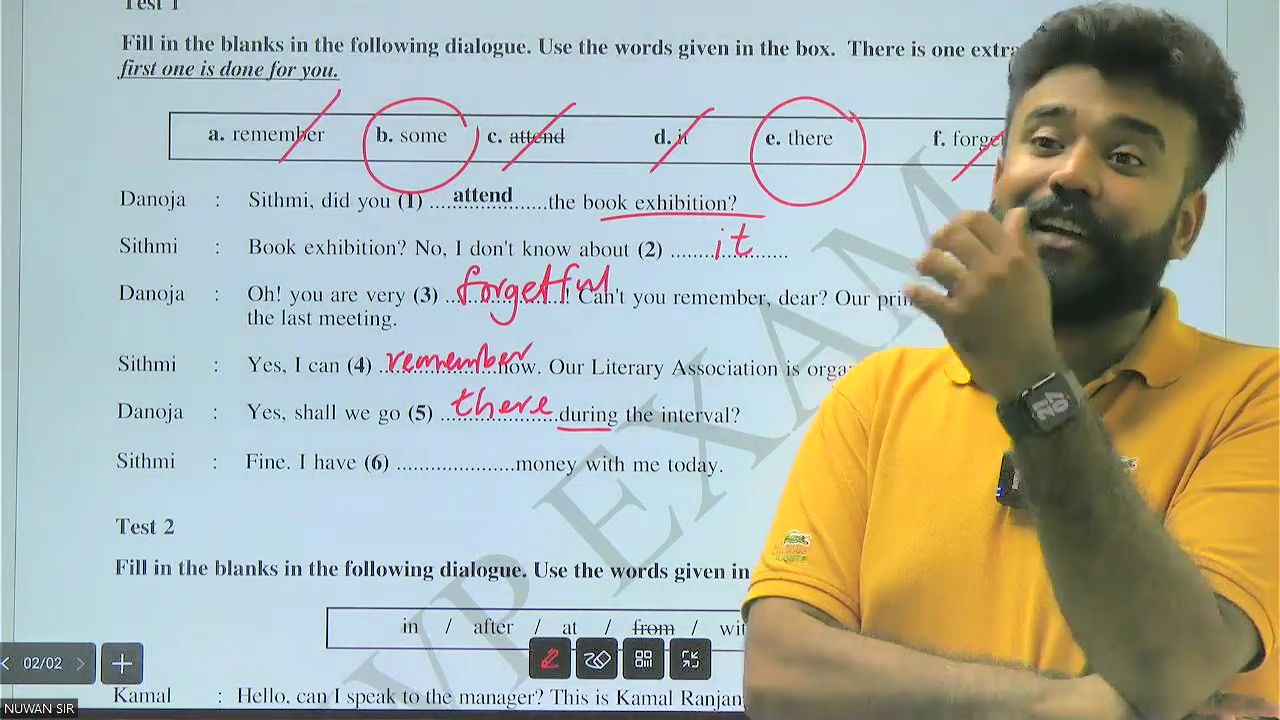 Test 1
Fill in the blanks in the following dialogue. Use the words given in the box. There is one extra
first one is done for you.
a. remember b. some c. attend d. it e. there f. forget
Danoja : Sithmi, did you (1) ....attend......the book exhibition?
Sithmi : Book exhibition? No, I don't know about (2) ........it........
Danoja : Oh! you are very (3) ...forgetful...! Can't you remember, dear? Our prin
the last meeting.
Sithmi : Yes, I can (4) ...remember...now. Our Literary Association is orga
Danoja : Yes, shall we go (5) ...there...during the interval?
Sithmi : Fine. I have (6) .....................money with me today.
Test 2
Fill in the blanks in the following dialogue. Use the words given in
in / after / at / from / wit
Kamal : Hello, can I speak to the manager? This is Kamal Ranjan
VP EXAM
02/02
NUWAN SIR